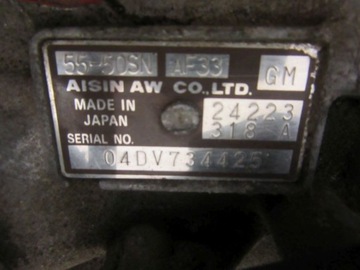 55-50SN AF33 GM
AISIN AW CO.,LTD.
MADE IN JAPAN
24223
318 A
SERIAL NO.
04DV734425